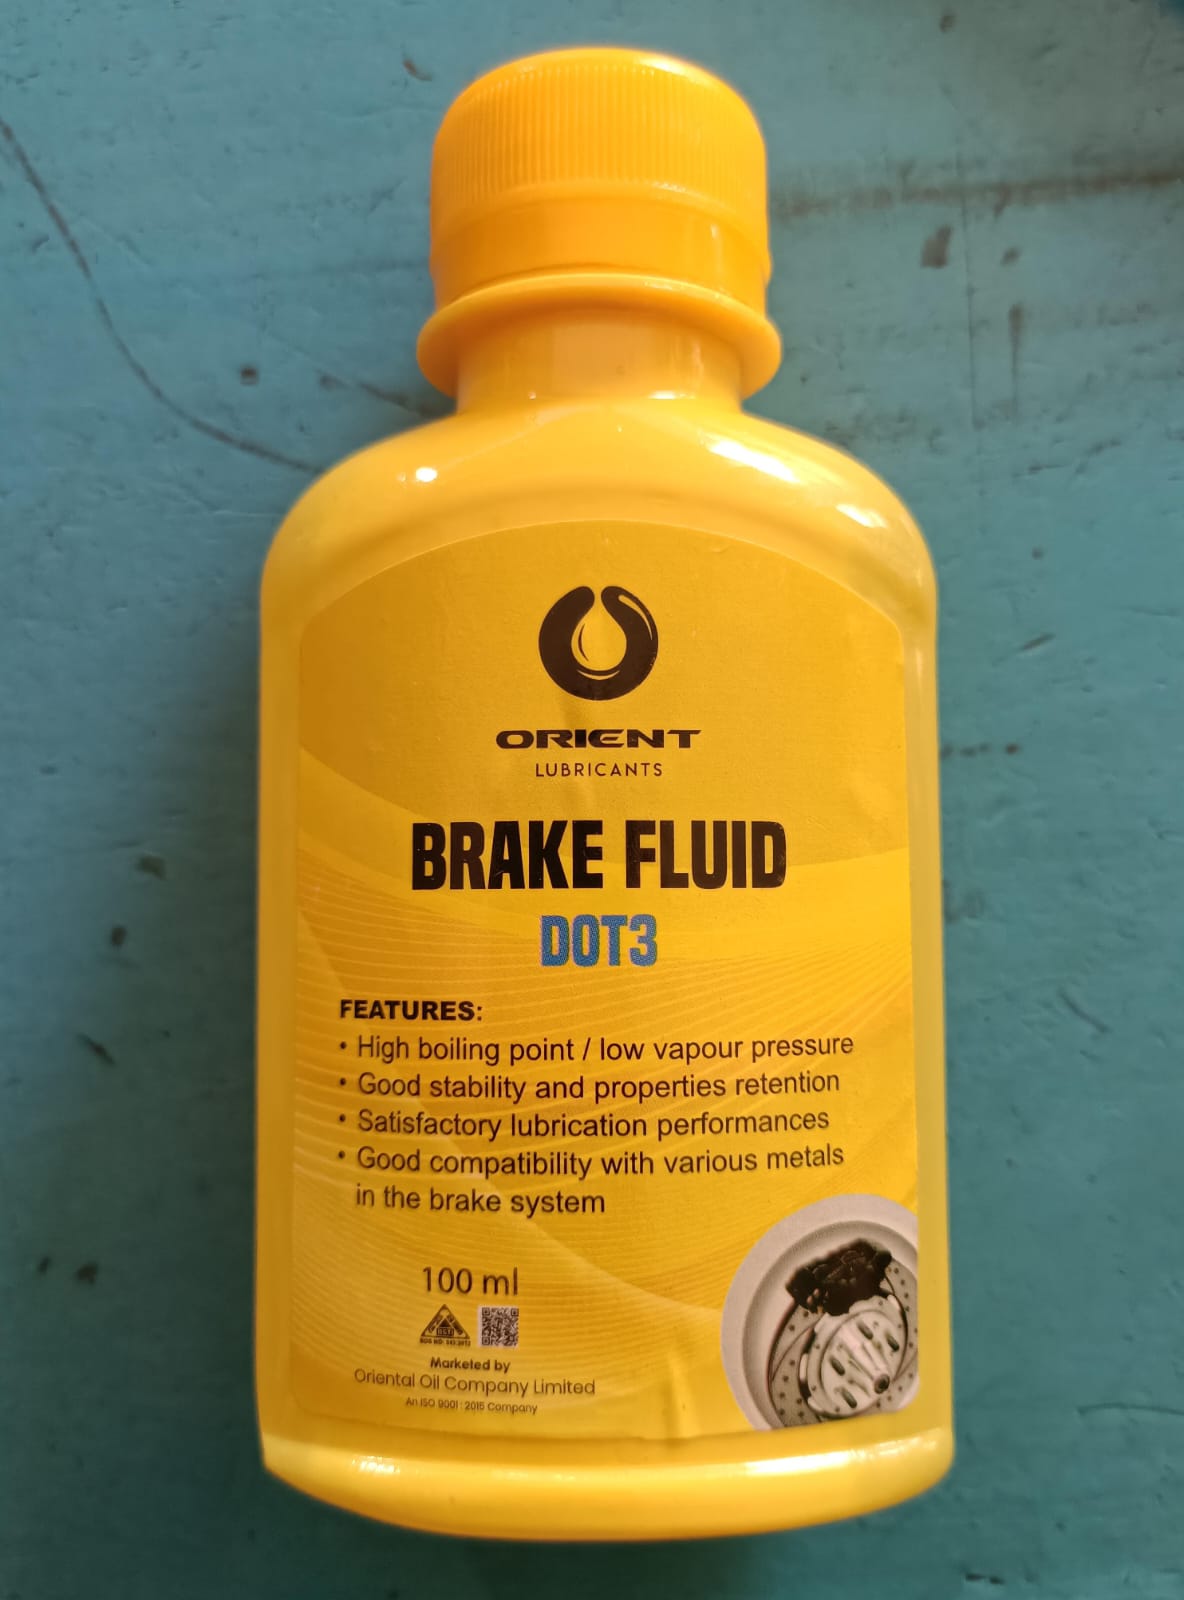 ORIENT
LUBRICANTS
BRAKE FLUID
DOT3
FEATURES:
• High boiling point / low vapour pressure
• Good stability and properties retention
• Satisfactory lubrication performances
• Good compatibility with various metals
in the brake system
100 ml
Marketed by
Oriental Oil Company Limited
An ISO 9001 : 2015 Company